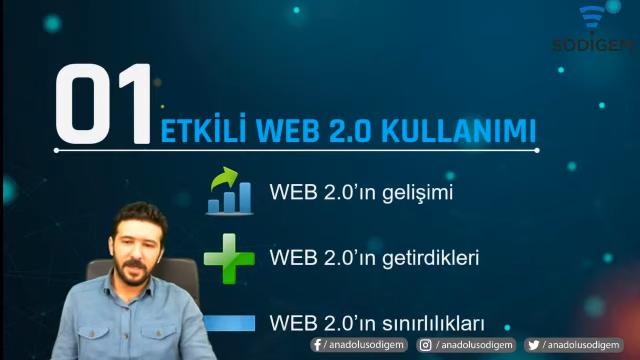 SODİGEM
01
ETKİLİ WEB 2.0 KULLANIMI
WEB 2.0’ın gelişimi
WEB 2.0’ın getirdikleri
WEB 2.0’ın sınırlılıkları
/anadolusodigem /anadolusodigem /anadolusodigem